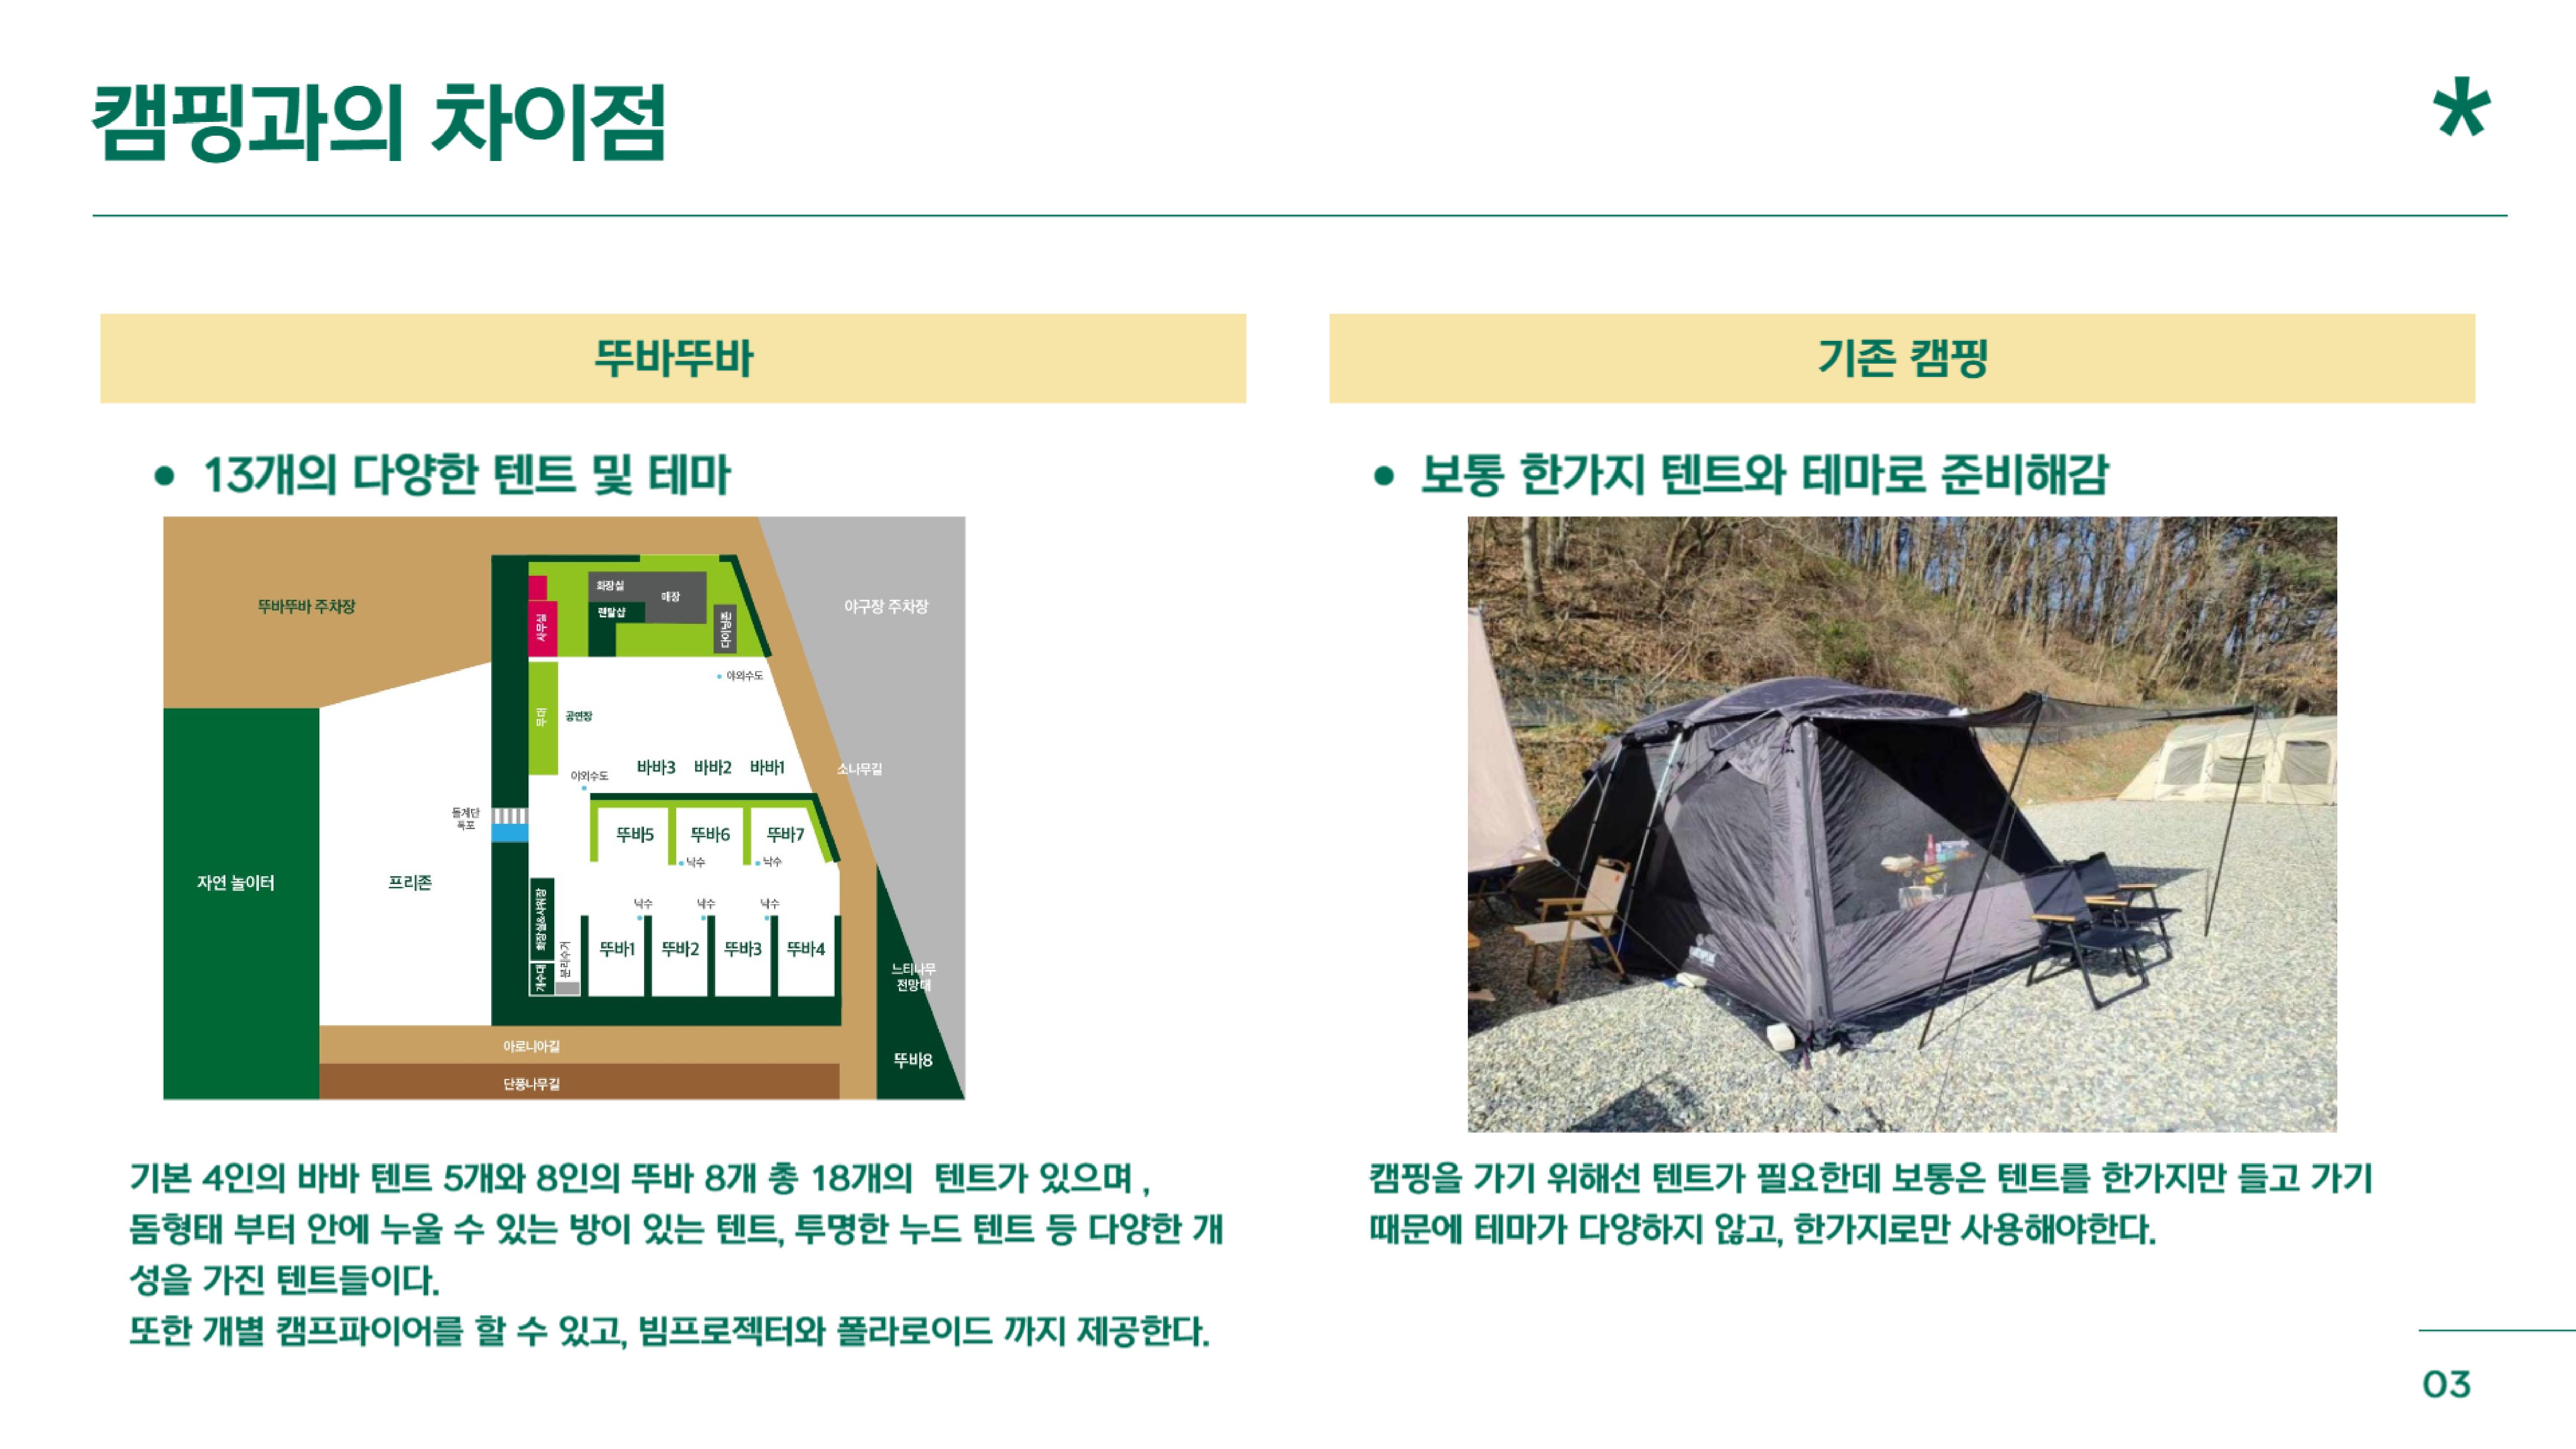 캠핑과의 차이점
*
뚜바뚜바
• 13개의 다양한 텐트 및 테마
뚜바뚜바 주차장
야구장 주차장
화장실
매장
렌탈샵
사무실
다이닝존
야외수도
무대
공연장
바바3 바바2 바바1
야외수도
소나무길
돌계단
폭포
뚜바5 뚜바6 뚜바7
낙수 낙수
자연 놀이터
프리존
낙수 낙수 낙수
화장실&샤워장
분리수거
개수대
뚜바1 뚜바2 뚜바3 뚜바4
느티나무
전망대
뚜바8
아로니아길
단풍나무길
기본 4인의 바바 텐트 5개와 8인의 뚜바 8개 총 18개의 텐트가 있으며 ,
돔형태 부터 안에 누울 수 있는 방이 있는 텐트, 투명한 누드 텐트 등 다양한 개
성을 가진 텐트들이다.
또한 개별 캠프파이어를 할 수 있고, 빔프로젝터와 폴라로이드 까지 제공한다.
기존 캠핑
• 보통 한가지 텐트와 테마로 준비해감
캠핑을 가기 위해선 텐트가 필요한데 보통은 텐트를 한가지만 들고 가기
때문에 테마가 다양하지 않고, 한가지로만 사용해야한다.
03